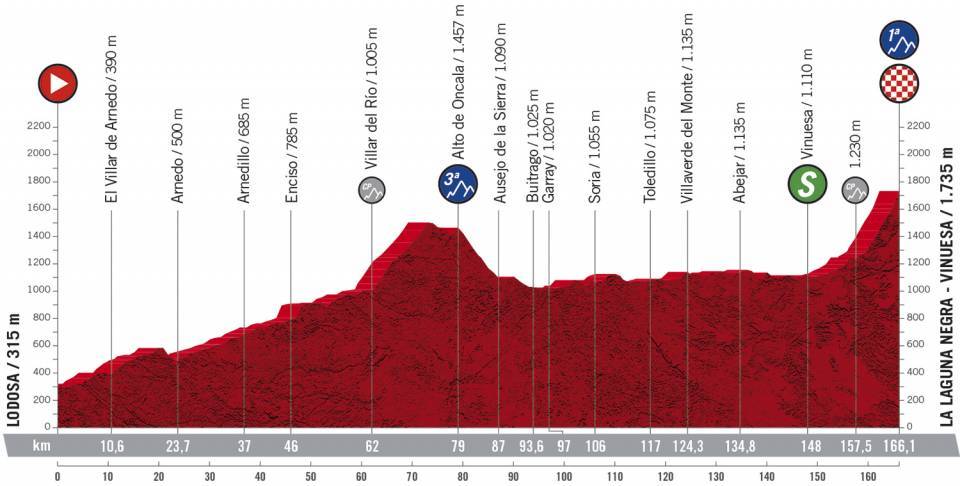 LODOSA / 315 m
El Villar de Arnedo / 390 m
Arnedo / 500 m
Arnedillo / 685 m
Enciso / 785 m
Villar del Río / 1.005 m
Alto de Oncala / 1.457 m
Ausejo de la Sierra / 1.090 m
Buitrago / 1.025 m
Garray / 1.020 m
Soria / 1.055 m
Toledillo / 1.075 m
Villaverde del Monte / 1.135 m
Abejar / 1.135 m
Vinuesa / 1.110 m
1.230 m
LA LAGUNA NEGRA - VINUESA / 1.735 m
CP
3ª
S
CP
1ª
2200
2000
1800
1600
1400
1200
1000
800
600
400
200
0
2200
2000
1800
1600
1400
1200
1000
800
600
400
200
0
km 10,6 23,7 37 46 62 79 87 93,6 97 106 117 124,3 134,8 148 157,5 166,1
0 10 20 30 40 50 60 70 80 90 100 110 120 130 140 150 160